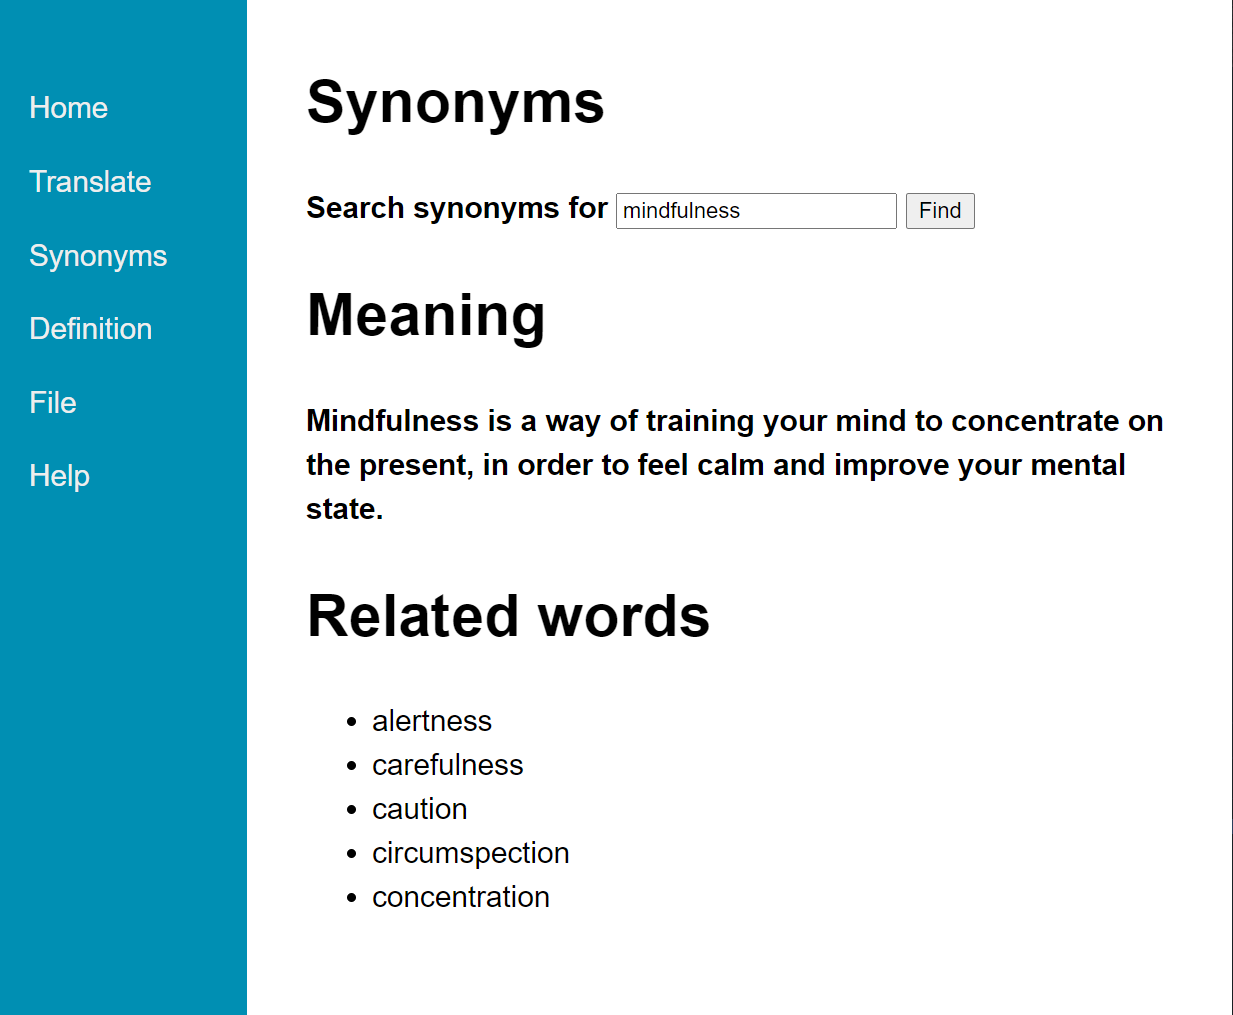 Home
Translate
Synonyms
Definition
File
Help
Synonyms
Search synonyms for mindfulness Find
Meaning
Mindfulness is a way of training your mind to concentrate on
the present, in order to feel calm and improve your mental
state.
Related words
alertness
carefulness
caution
circumspection
concentration